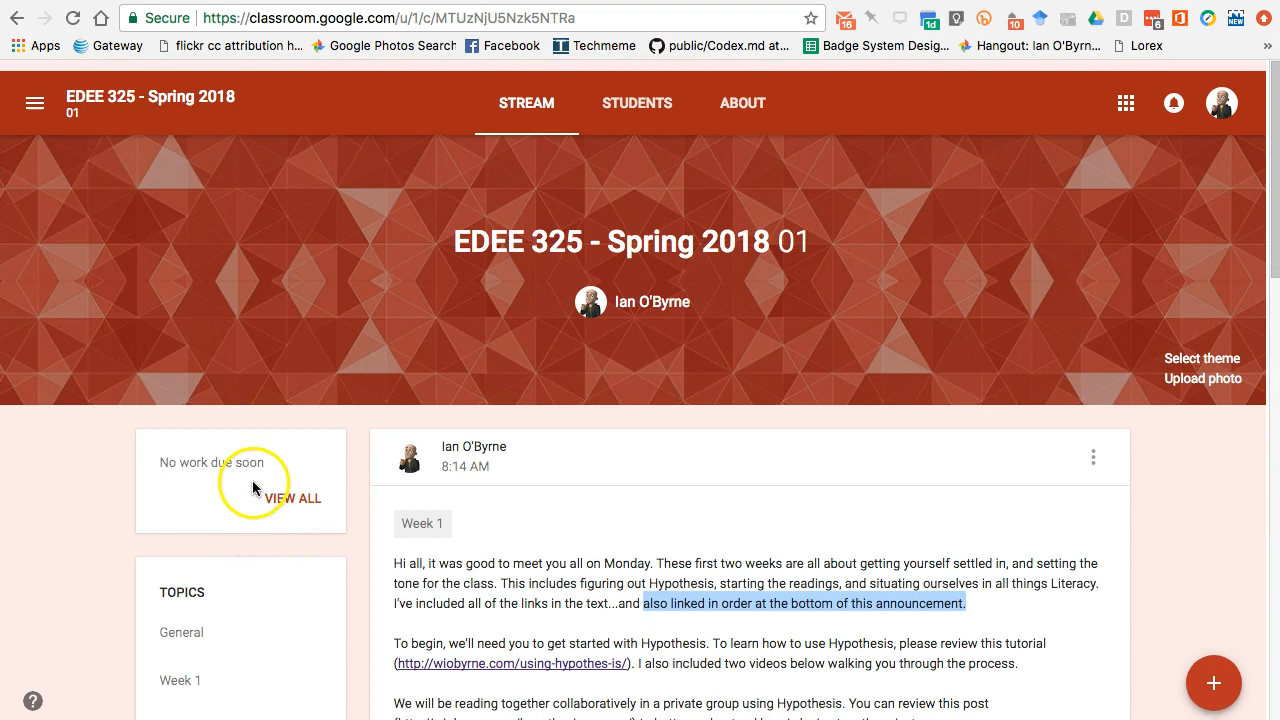 Secure https://classroom.google.com/u/1/c/MTUzNjU5Nzk5NTRa
16 1d 10 D 6 NEW
Apps Gateway flickr cc attribution h... Google Photos Search Facebook Techmeme public/Codex.md at... Badge System Desig... Hangout: Ian O'Byrn... Lorex »
EDEE 325 - Spring 2018
01
STREAM STUDENTS ABOUT
EDEE 325 - Spring 2018 01
Ian O'Byrne
Select theme
Upload photo
No work due soon
VIEW ALL
TOPICS
General
Week 1
Ian O'Byrne
8:14 AM
Week 1
Hi all, it was good to meet you all on Monday. These first two weeks are all about getting yourself settled in, and setting the
tone for the class. This includes figuring out Hypothesis, starting the readings, and situating ourselves in all things Literacy.
I've included all of the links in the text...and also linked in order at the bottom of this announcement.
To begin, we'll need you to get started with Hypothesis. To learn how to use Hypothesis, please review this tutorial
(http://wiobyrne.com/using-hypothes-is/). I also included two videos below walking you through the process.
We will be reading together collaboratively in a private group using Hypothesis. You can review this post
+
?